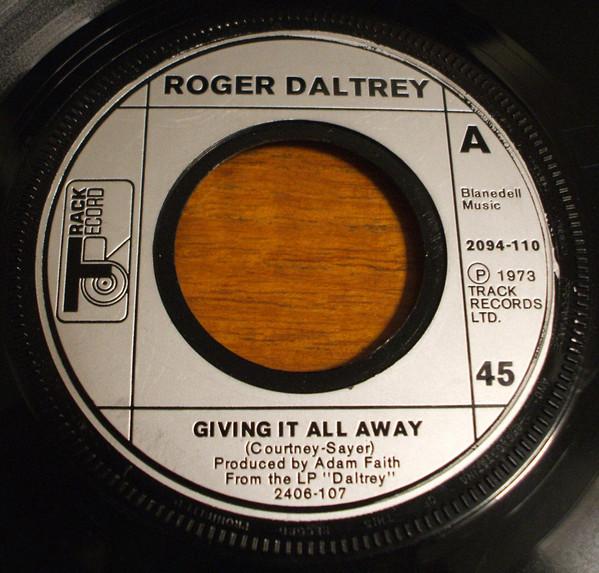 ROGER DALTREY
A
Blanedell
Music
2094-110
Ⓟ 1973
TRACK
RECORDS
LTD.
45
TRACK
RECORD
GIVING IT ALL AWAY
(Courtney-Sayer)
Produced by Adam Faith
From the LP "Daltrey"
2406-107